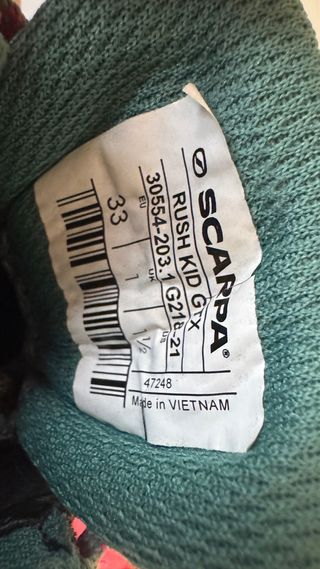 SCARPA®
RUSH KID GTX
30554-203.1 G218-21
EU UK US
33 1 1½
47248
Made in VIETNAM